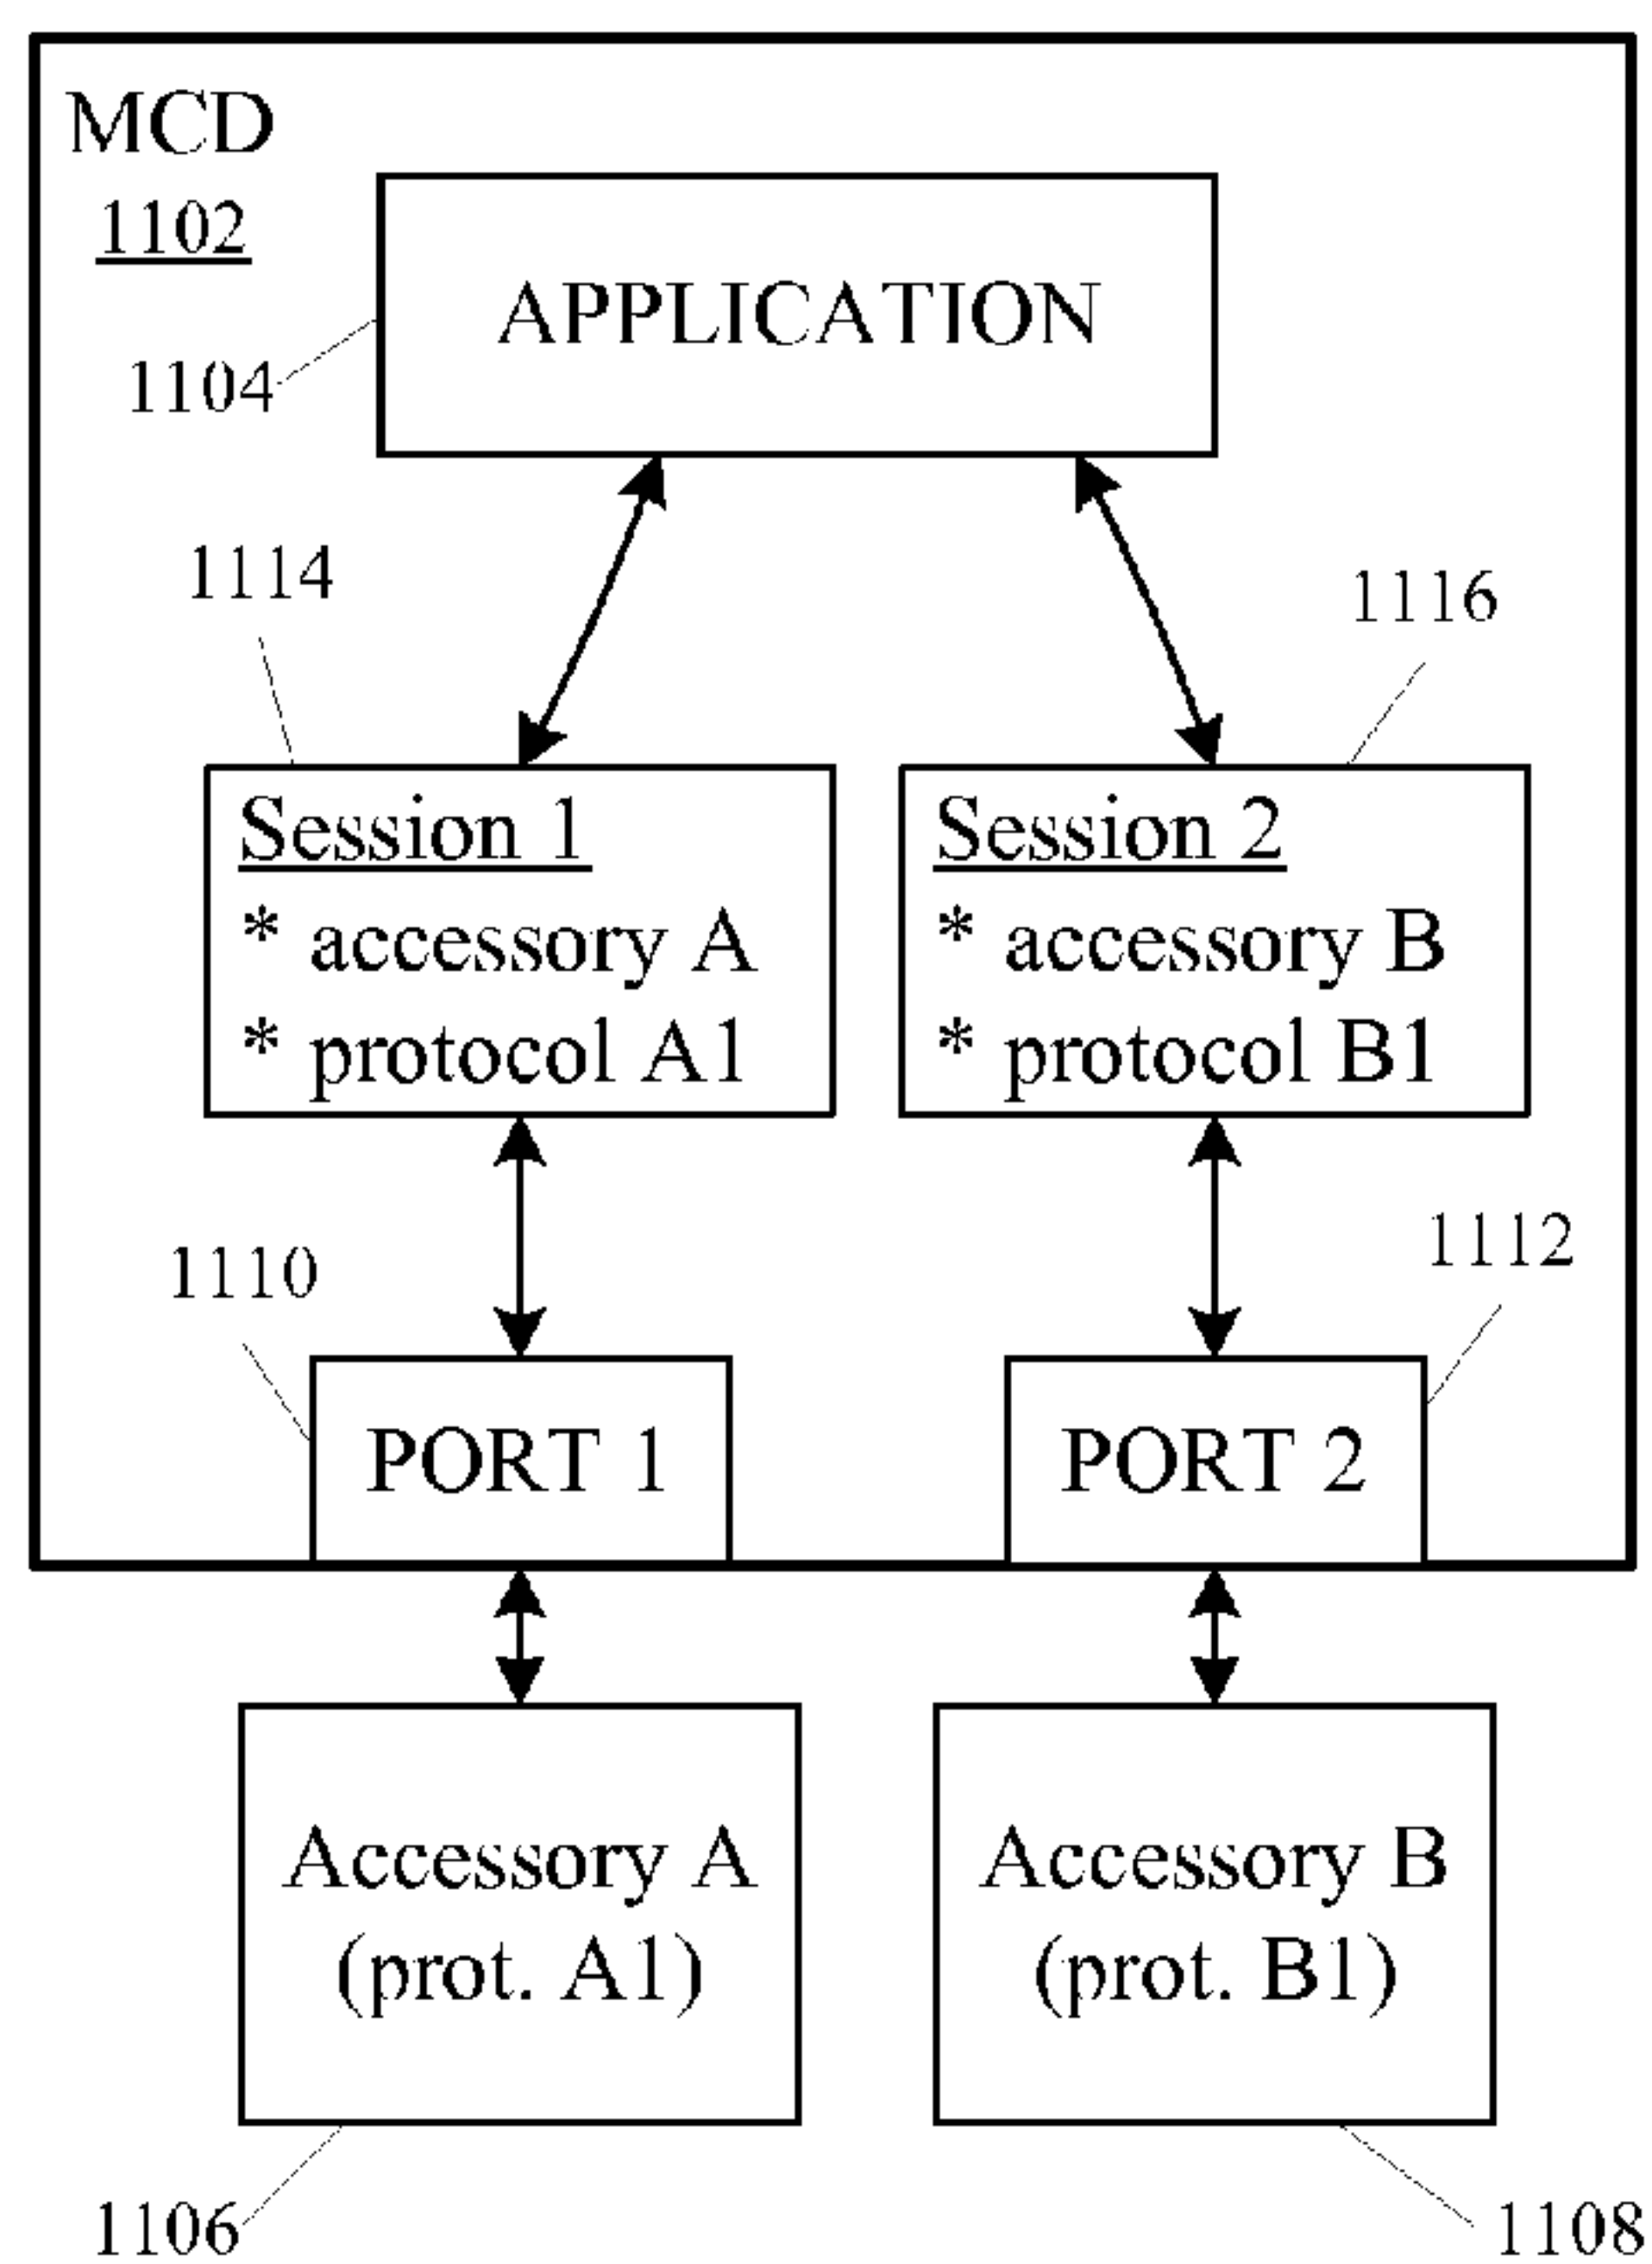 MCD
1102
APPLICATION
1104
1114
1116
Session 1
* accessory A
* protocol A1
Session 2
* accessory B
* protocol B1
1110
1112
PORT 1
PORT 2
Accessory A
(prot. A1)
Accessory B
(prot. B1)
1106
1108